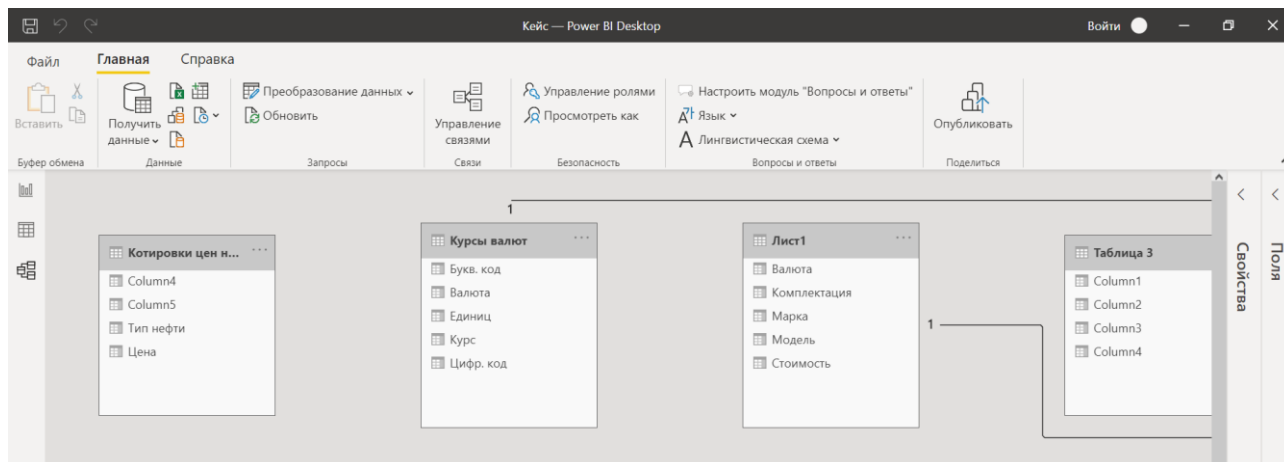 Кейс — Power BI Desktop
Войти
Файл
Главная
Справка
Вставить
Буфер обмена
Получить
данные
Данные
Преобразование данных
Обновить
Запросы
Управление
связями
Связи
Управление ролями
Просмотреть как
Безопасность
Настроить модуль "Вопросы и ответы"
Язык
Лингвистическая схема
Вопросы и ответы
Опубликовать
Поделиться
1
Котировки цен н...
Column4
Column5
Тип нефти
Цена
Курсы валют
Букв. код
Валюта
Единиц
Курс
Цифр. код
Лист1
Валюта
Комплектация
Марка
Модель
Стоимость
1
Таблица 3
Column1
Column2
Column3
Column4
Свойства
Поля